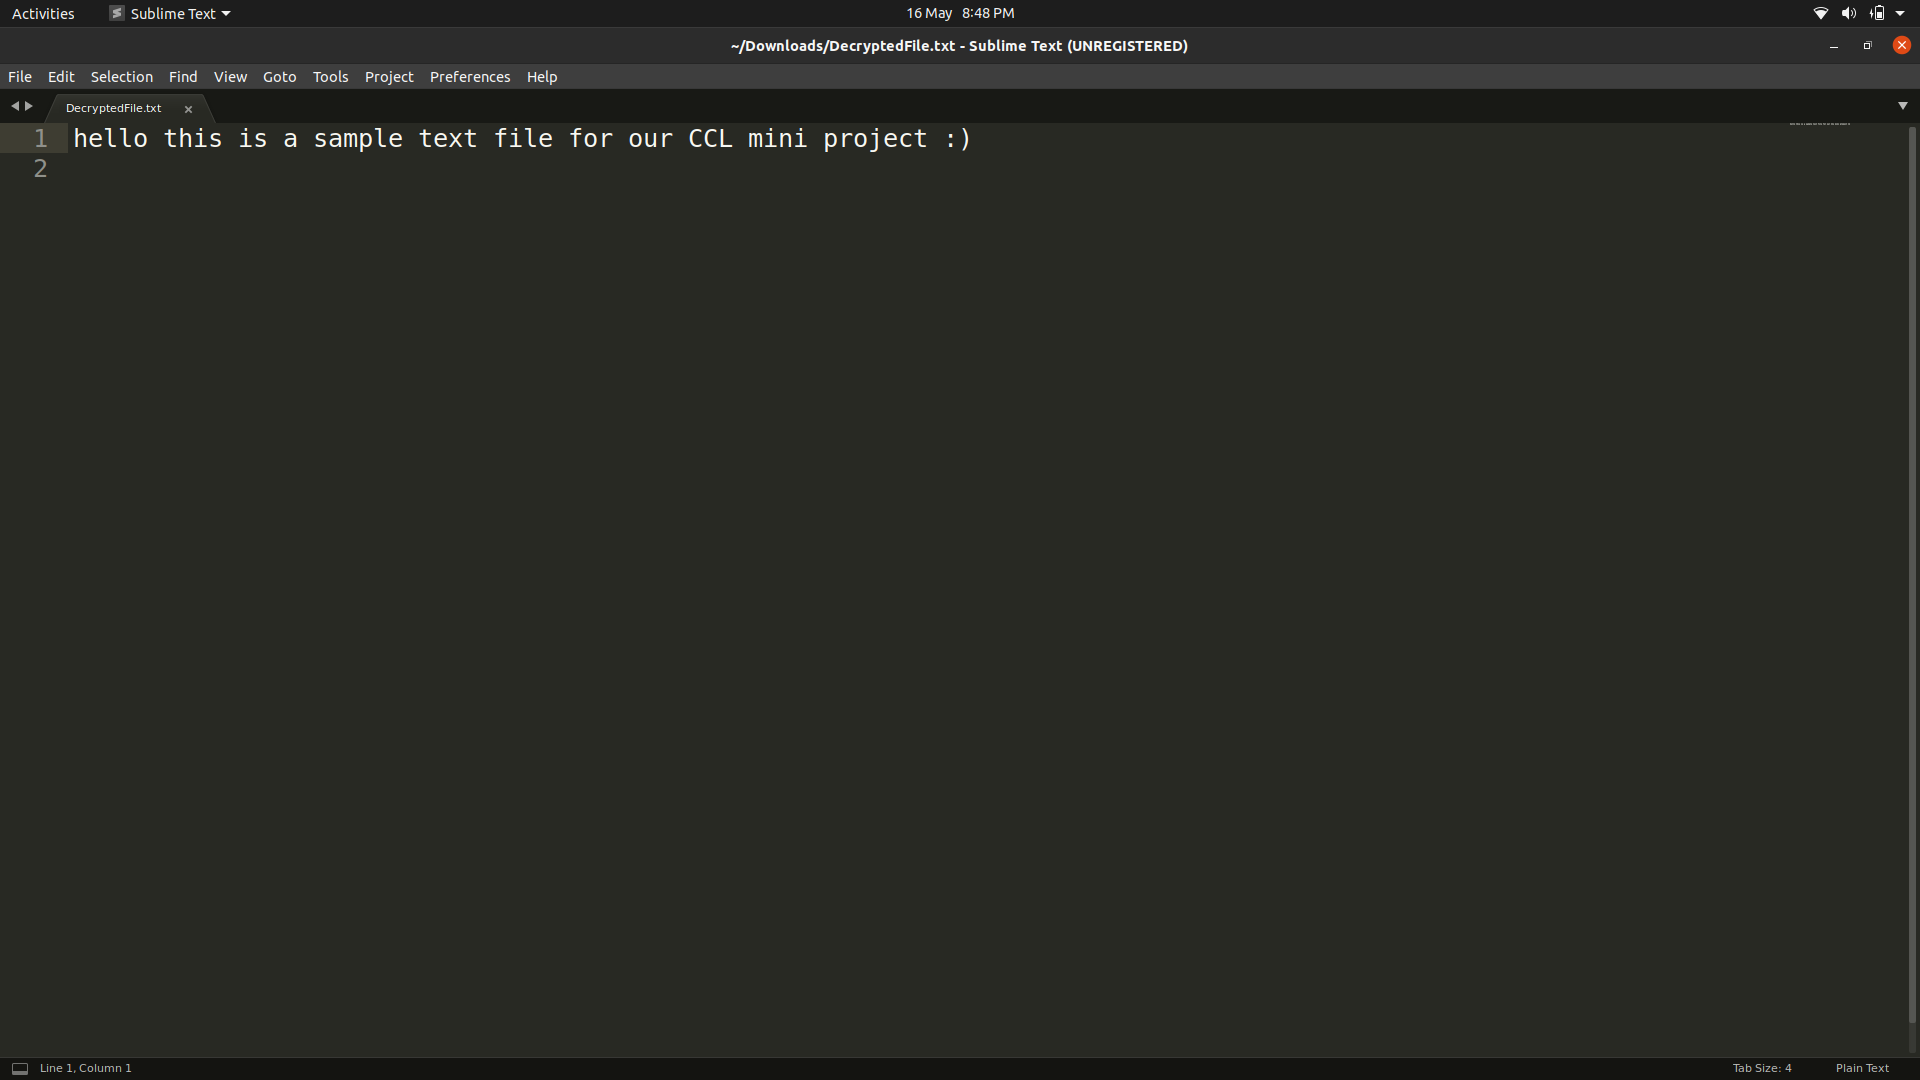 Activities Sublime Text 16 May 8:48 PM
~/Downloads/DecryptedFile.txt - Sublime Text (UNREGISTERED)
File Edit Selection Find View Goto Tools Project Preferences Help
DecryptedFile.txt
1 hello this is a sample text file for our CCL mini project :)
2
Line 1, Column 1 Tab Size: 4 Plain Text